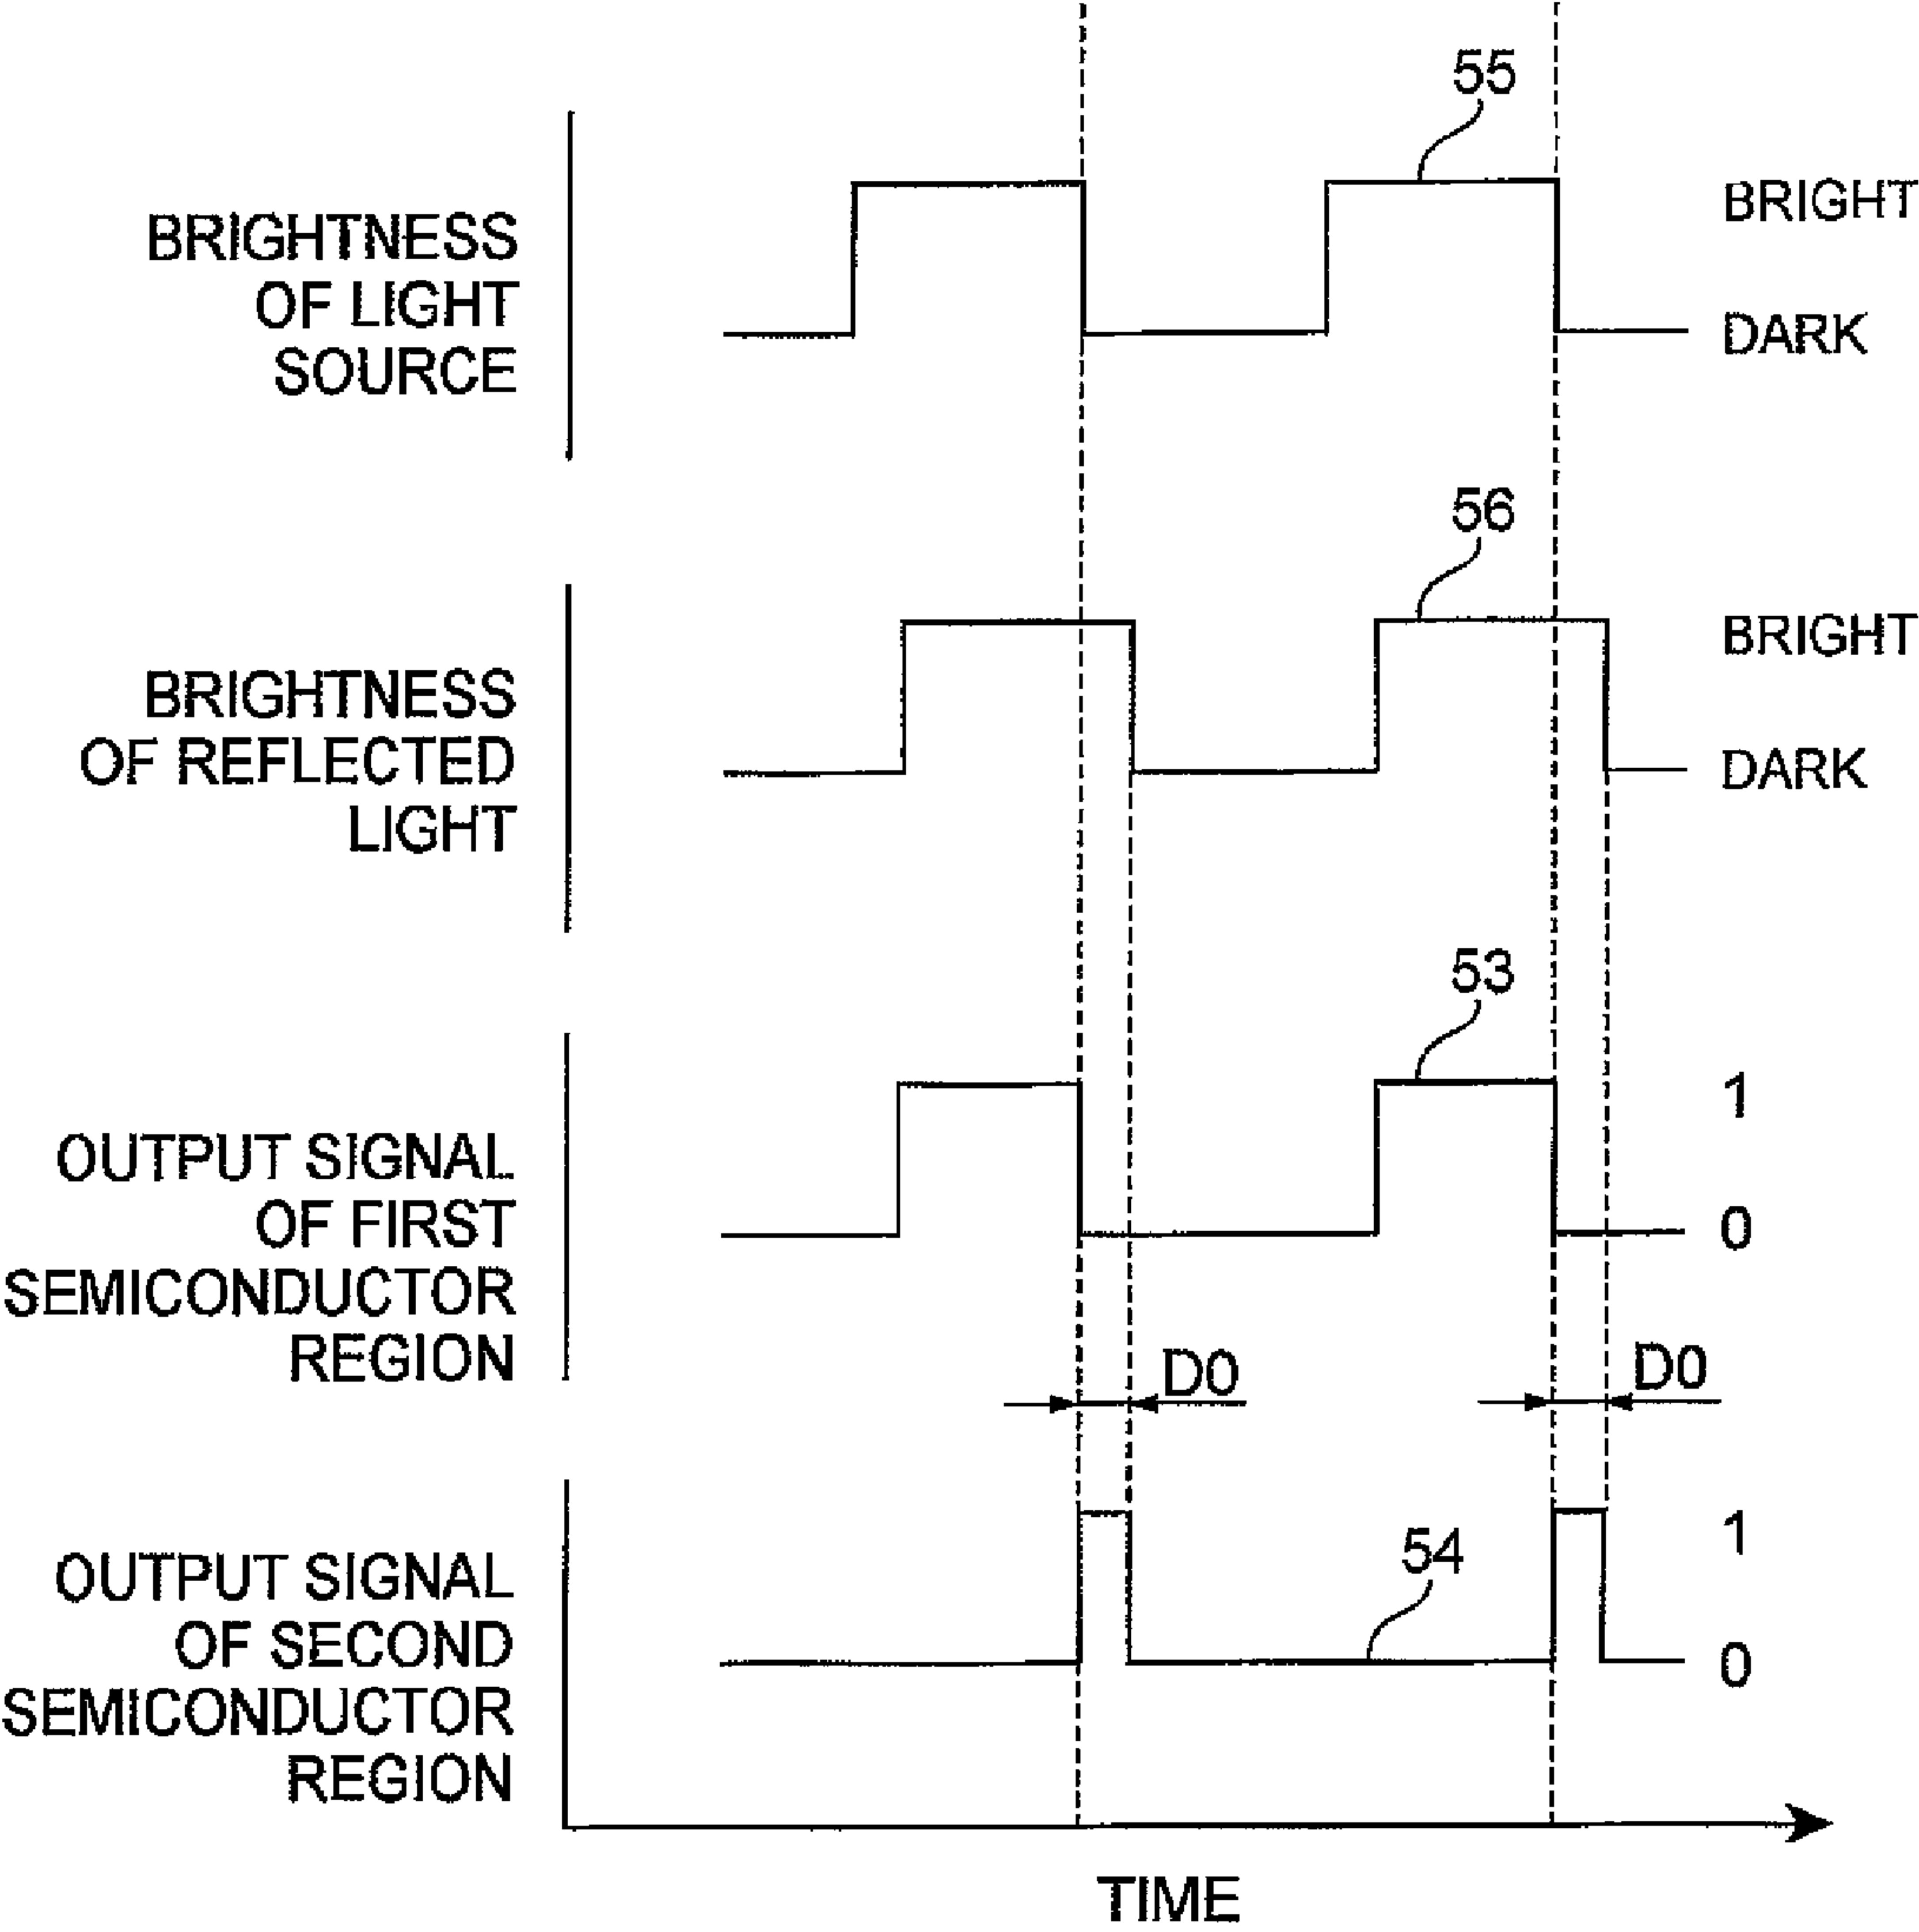 55
BRIGHTNESS
OF LIGHT
SOURCE
BRIGHT
DARK
56
BRIGHTNESS
OF REFLECTED
LIGHT
BRIGHT
DARK
53
OUTPUT SIGNAL
OF FIRST
SEMICONDUCTOR
REGION
1
0
D0
D0
54
OUTPUT SIGNAL
OF SECOND
SEMICONDUCTOR
REGION
1
0
TIME